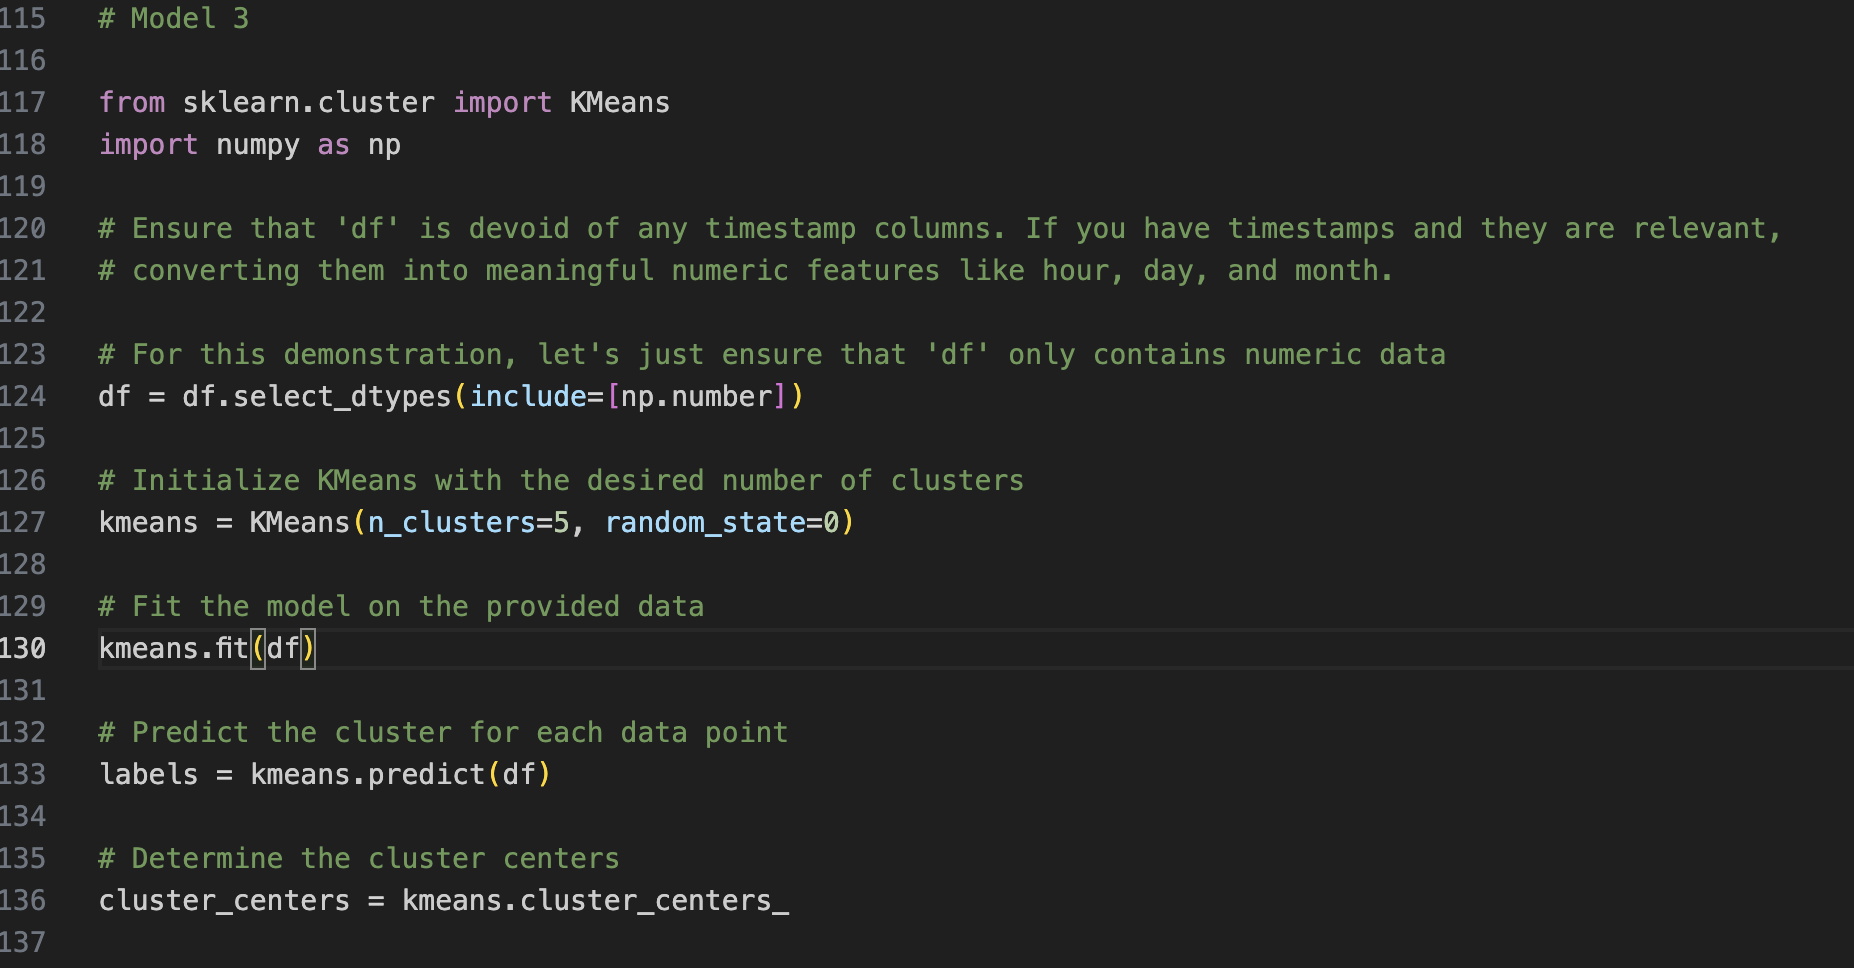 115 # Model 3
116
117 from sklearn.cluster import KMeans
118 import numpy as np
119
120 # Ensure that 'df' is devoid of any timestamp columns. If you have timestamps and they are relevant,
121 # converting them into meaningful numeric features like hour, day, and month.
122
123 # For this demonstration, let's just ensure that 'df' only contains numeric data
124 df = df.select_dtypes(include=[np.number])
125
126 # Initialize KMeans with the desired number of clusters
127 kmeans = KMeans(n_clusters=5, random_state=0)
128
129 # Fit the model on the provided data
130 kmeans.fit(df)
131
132 # Predict the cluster for each data point
133 labels = kmeans.predict(df)
134
135 # Determine the cluster centers
136 cluster_centers = kmeans.cluster_centers_
137